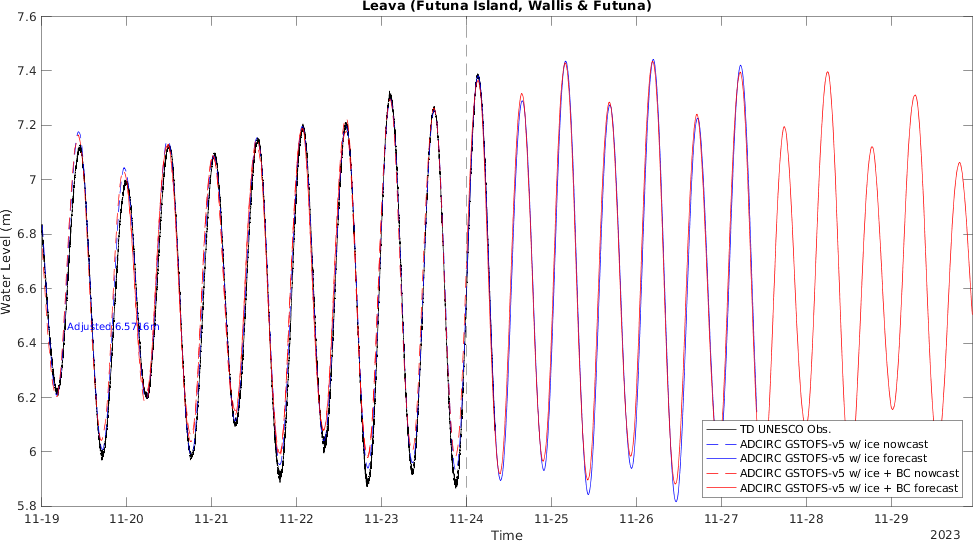 Leava (Futuna Island, Wallis & Futuna)
7.6
7.4
7.2
7
6.8
6.6
6.4
6.2
6
5.8
Water Level (m)
Adjusted 6.5716m
TD UNESCO Obs.
ADCIRC GSTOFS-v5 w/ ice nowcast
ADCIRC GSTOFS-v5 w/ ice forecast
ADCIRC GSTOFS-v5 w/ ice + BC nowcast
ADCIRC GSTOFS-v5 w/ ice + BC forecast
11-19 11-20 11-21 11-22 11-23 11-24 11-25 11-26 11-27 11-28 11-29
Time
2023